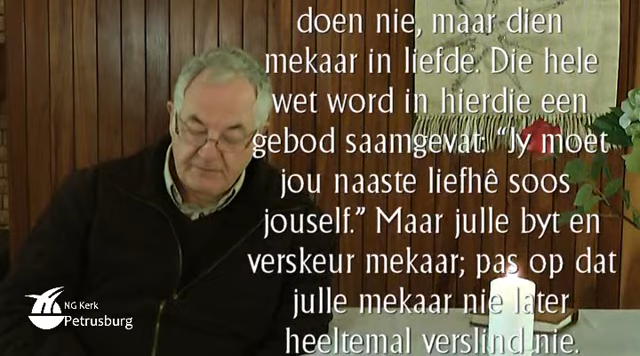 doen nie, maar dien
mekaar in liefde. Die hele
wet word in hierdie een
gebod saamgevat: “Jy moet
jou naaste liefhê soos
jouself.” Maar julle byt en
verskeur mekaar; pas op dat
julle mekaar nie later
heeltemal verslind nie.
NG Kerk
Petrusburg